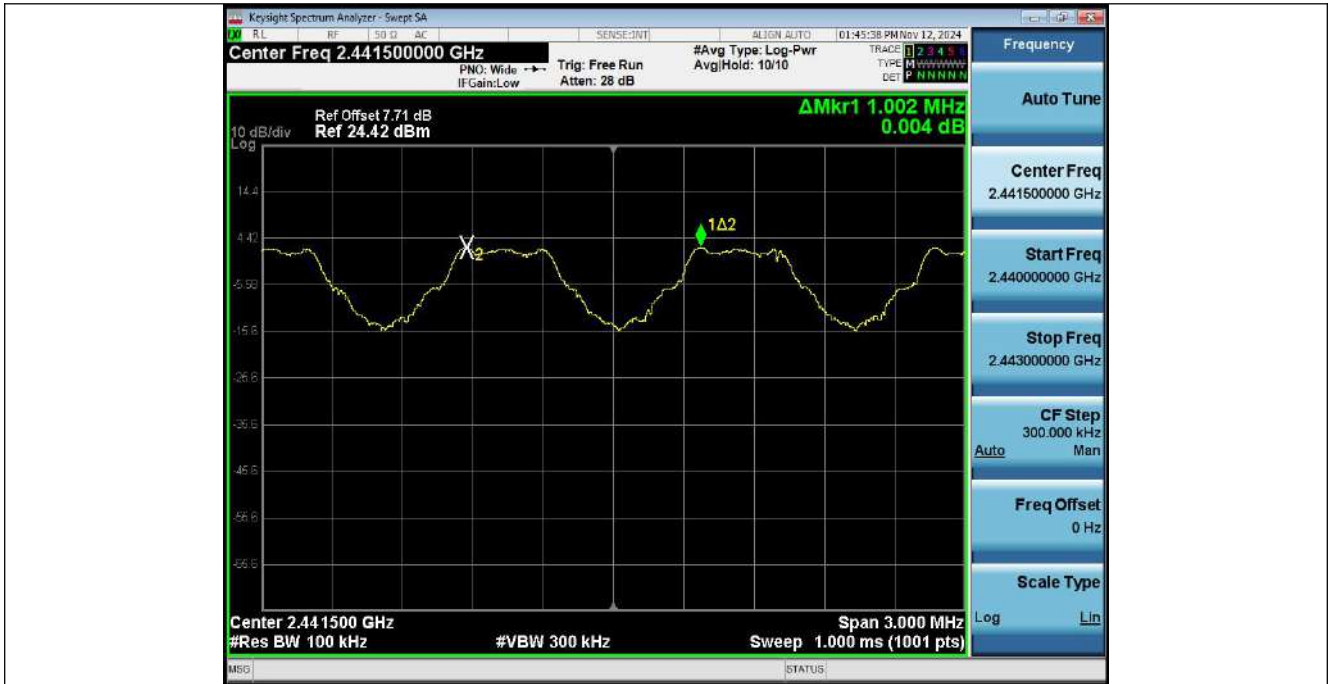 Keysight Spectrum Analyzer - Swept SA
RL RF 50 Ω AC SENSE:INT ALIGN AUTO 01:45:38 PM Nov 12, 2024
Center Freq 2.441500000 GHz
PNO: Wide
IFGain:Low
Trig: Free Run
Atten: 28 dB
#Avg Type: Log-Pwr
Avg|Hold: 10/10
TRACE 1 2 3 4 5 6
TYPE M WWWWW
DET P N N N N N
Frequency
Auto Tune
Center Freq
2.441500000 GHz
Start Freq
2.440000000 GHz
Stop Freq
2.443000000 GHz
CF Step
300.000 kHz
Auto Man
Freq Offset
0 Hz
Scale Type
Log Lin
ΔMkr1 1.002 MHz
0.004 dB
Ref Offset 7.71 dB
10 dB/div Ref 24.42 dBm
Log
14.4
4.42
-5.58
-15.6
-25.6
-35.6
-45.6
-55.6
-65.6
X2
1Δ2
Center 2.441500 GHz Span 3.000 MHz
#Res BW 100 kHz #VBW 300 kHz Sweep 1.000 ms (1001 pts)
MSG STATUS